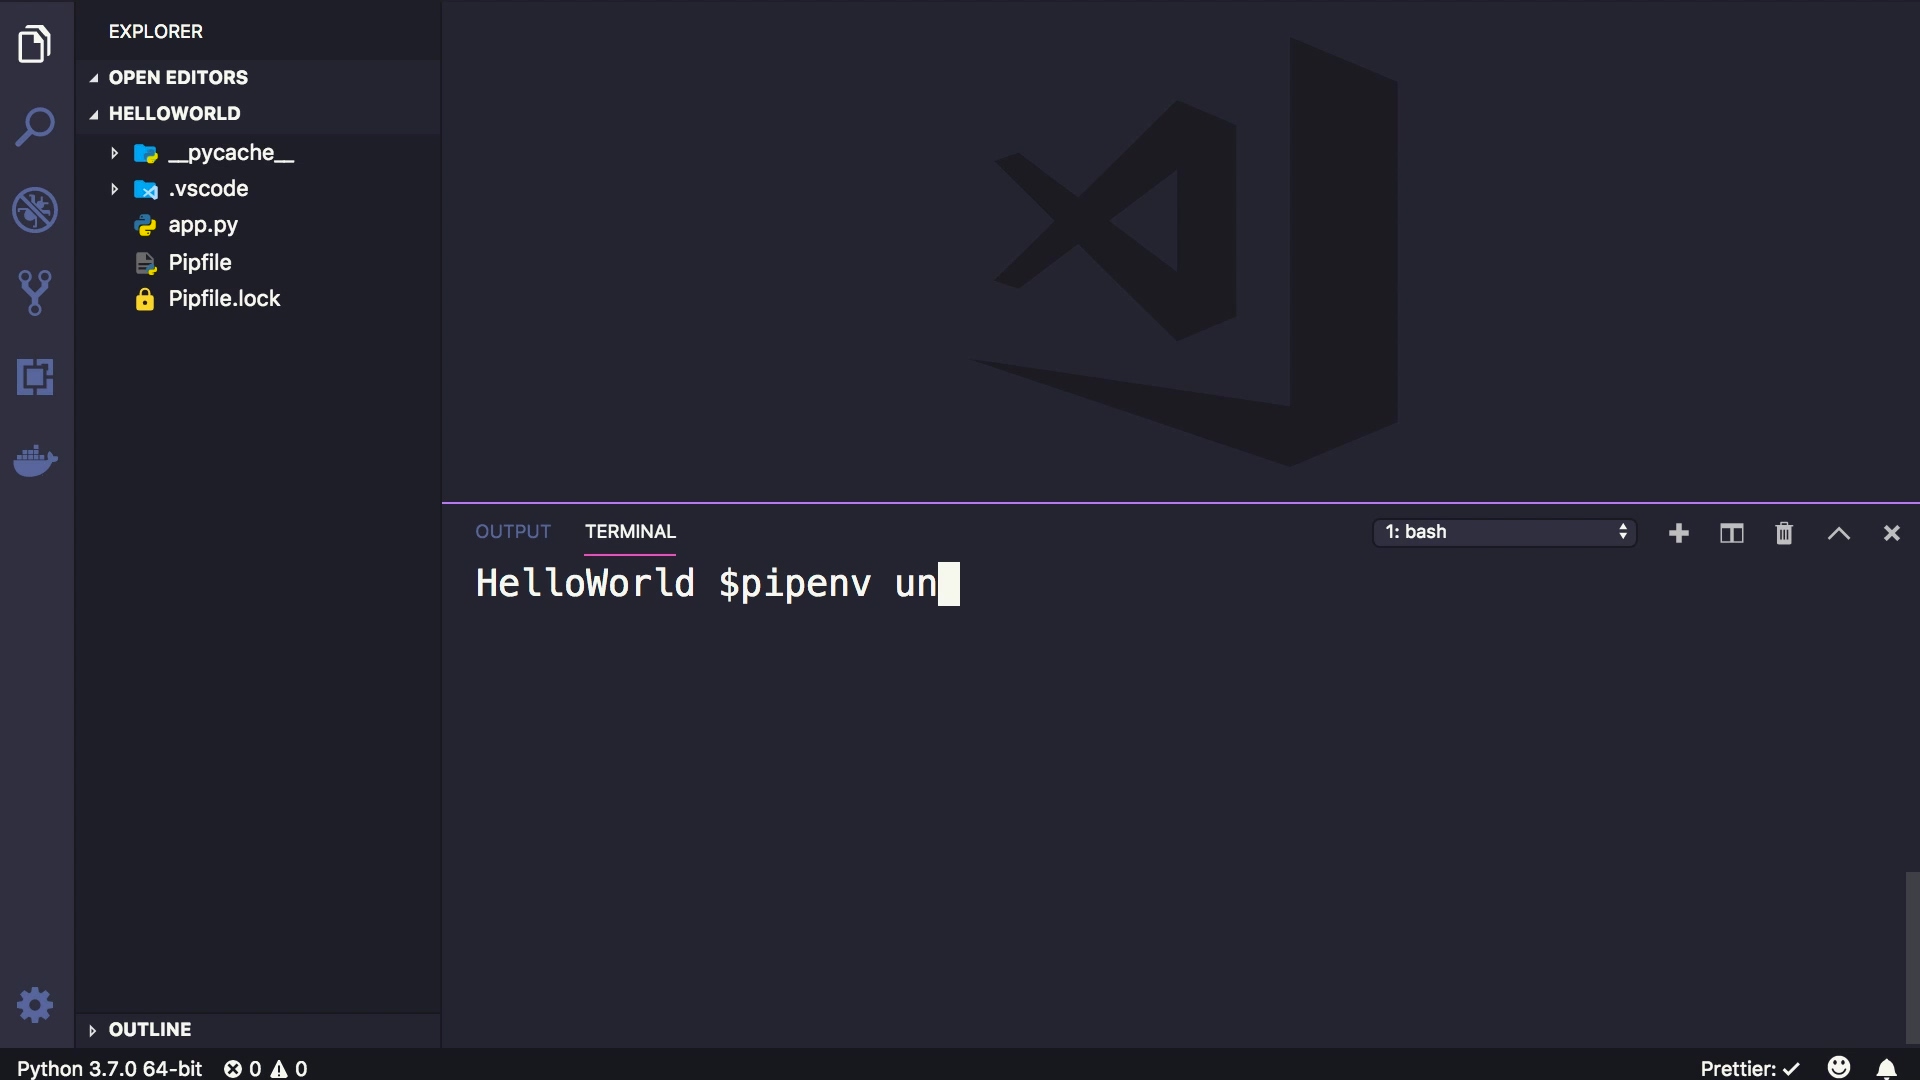 EXPLORER
OPEN EDITORS
HELLOWORLD
__pycache__
.vscode
app.py
Pipfile
Pipfile.lock
OUTPUT TERMINAL 1: bash
HelloWorld $pipenv un
OUTLINE
Python 3.7.0 64-bit 0 0 Prettier: ✓